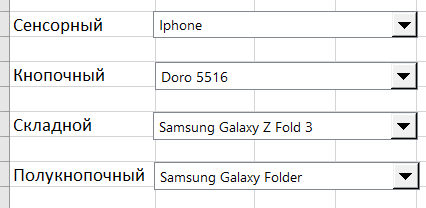 Сенсорный Iphone
Кнопочный Doro 5516
Складной Samsung Galaxy Z Fold 3
Полукнопочный Samsung Galaxy Folder